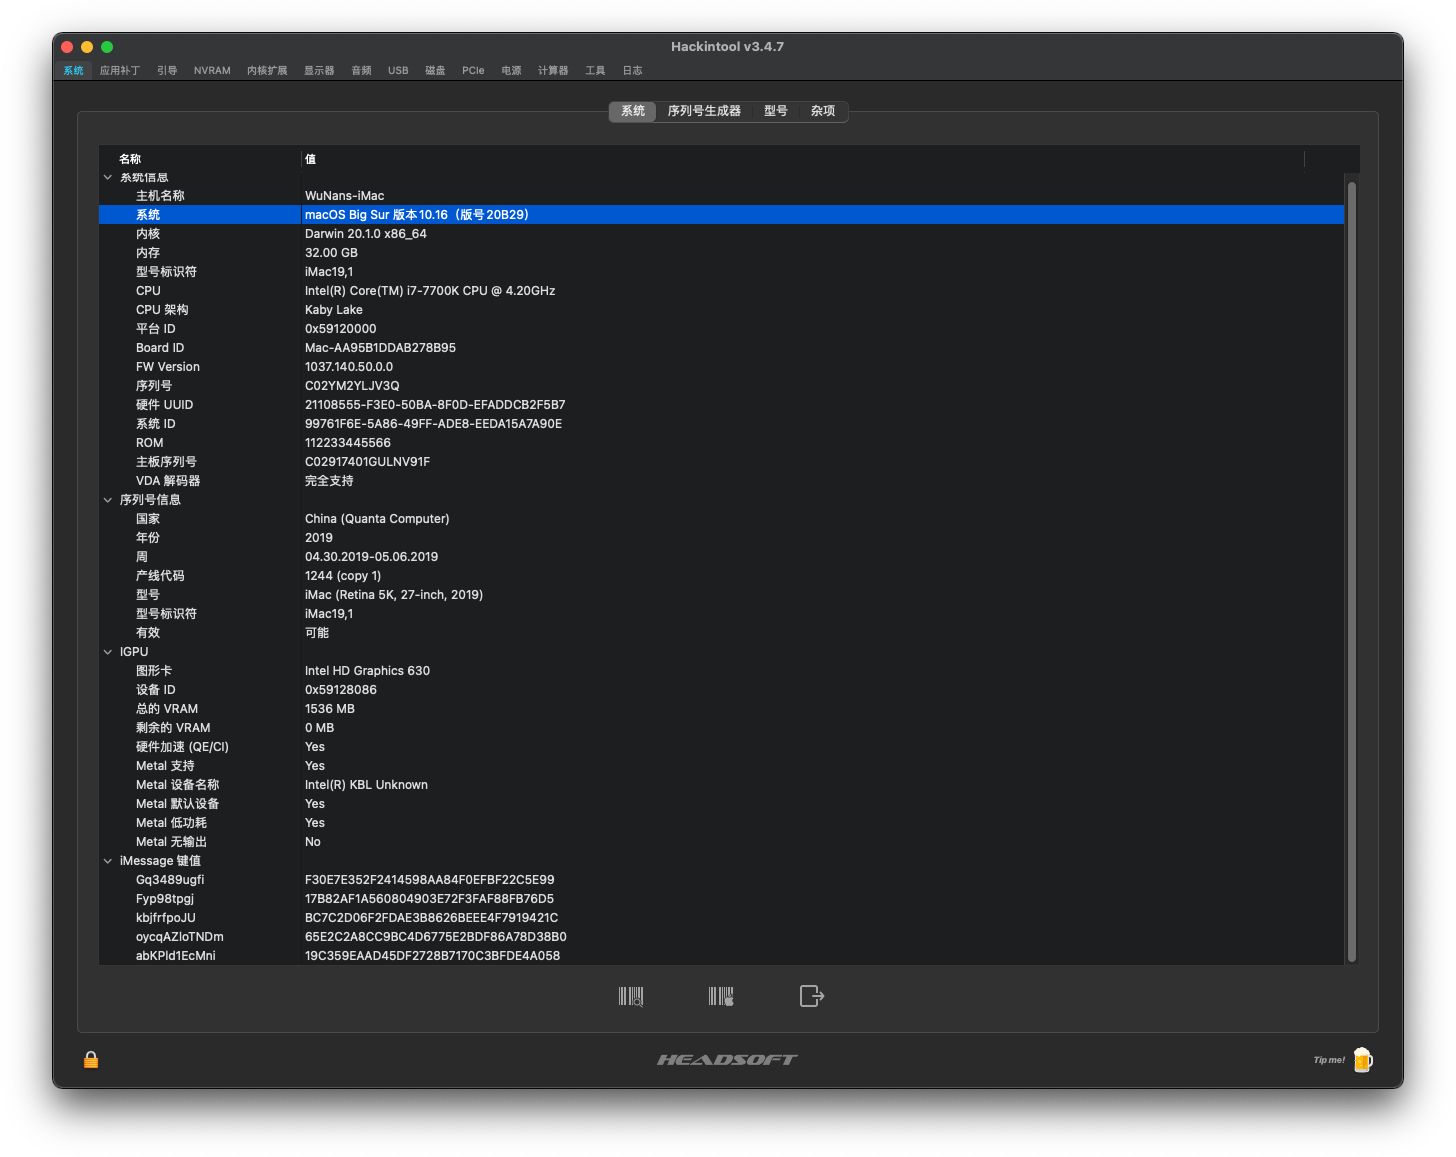 Hackintool v3.4.7
系统 应用补丁 引导 NVRAM 内核扩展 显示器 音频 USB 磁盘 PCIe 电源 计算器 工具 日志
系统 序列号生成器 型号 杂项
名称 值
系统信息
主机名称 WuNans-iMac
系统 macOS Big Sur 版本10.16（版号20B29）
内核 Darwin 20.1.0 x86_64
内存 32.00 GB
型号标识符 iMac19,1
CPU Intel(R) Core(TM) i7-7700K CPU @ 4.20GHz
CPU 架构 Kaby Lake
平台 ID 0x59120000
Board ID Mac-AA95B1DDAB278B95
FW Version 1037.140.50.0.0
序列号 C02YM2YLJV3Q
硬件 UUID 21108555-F3E0-50BA-8F0D-EFADDCB2F5B7
系统 ID 99761F6E-5A86-49FF-ADE8-EEDA15A7A90E
ROM 112233445566
主板序列号 C02917401GULNV91F
VDA 解码器 完全支持
序列号信息
国家 China (Quanta Computer)
年份 2019
周 04.30.2019-05.06.2019
产线代码 1244 (copy 1)
型号 iMac (Retina 5K, 27-inch, 2019)
型号标识符 iMac19,1
有效 可能
IGPU
图形卡 Intel HD Graphics 630
设备 ID 0x59128086
总的 VRAM 1536 MB
剩余的 VRAM 0 MB
硬件加速 (QE/CI) Yes
Metal 支持 Yes
Metal 设备名称 Intel(R) KBL Unknown
Metal 默认设备 Yes
Metal 低功耗 Yes
Metal 无输出 No
iMessage 键值
Gq3489ugfi F30E7E352F2414598AA84F0EFBF22C5E99
Fyp98tpgj 17B82AF1A560804903E72F3FAF88FB76D5
kbjfrfpoJU BC7C2D06F2FDAE3B8626BEEE4F7919421C
oycqAZloTNDm 65E2C2A8CC9BC4D6775E2BDF86A78D38B0
abKPld1EcMni 19C359EAAD45DF2728B7170C3BFDE4A058
HEADSOFT
Tip me!